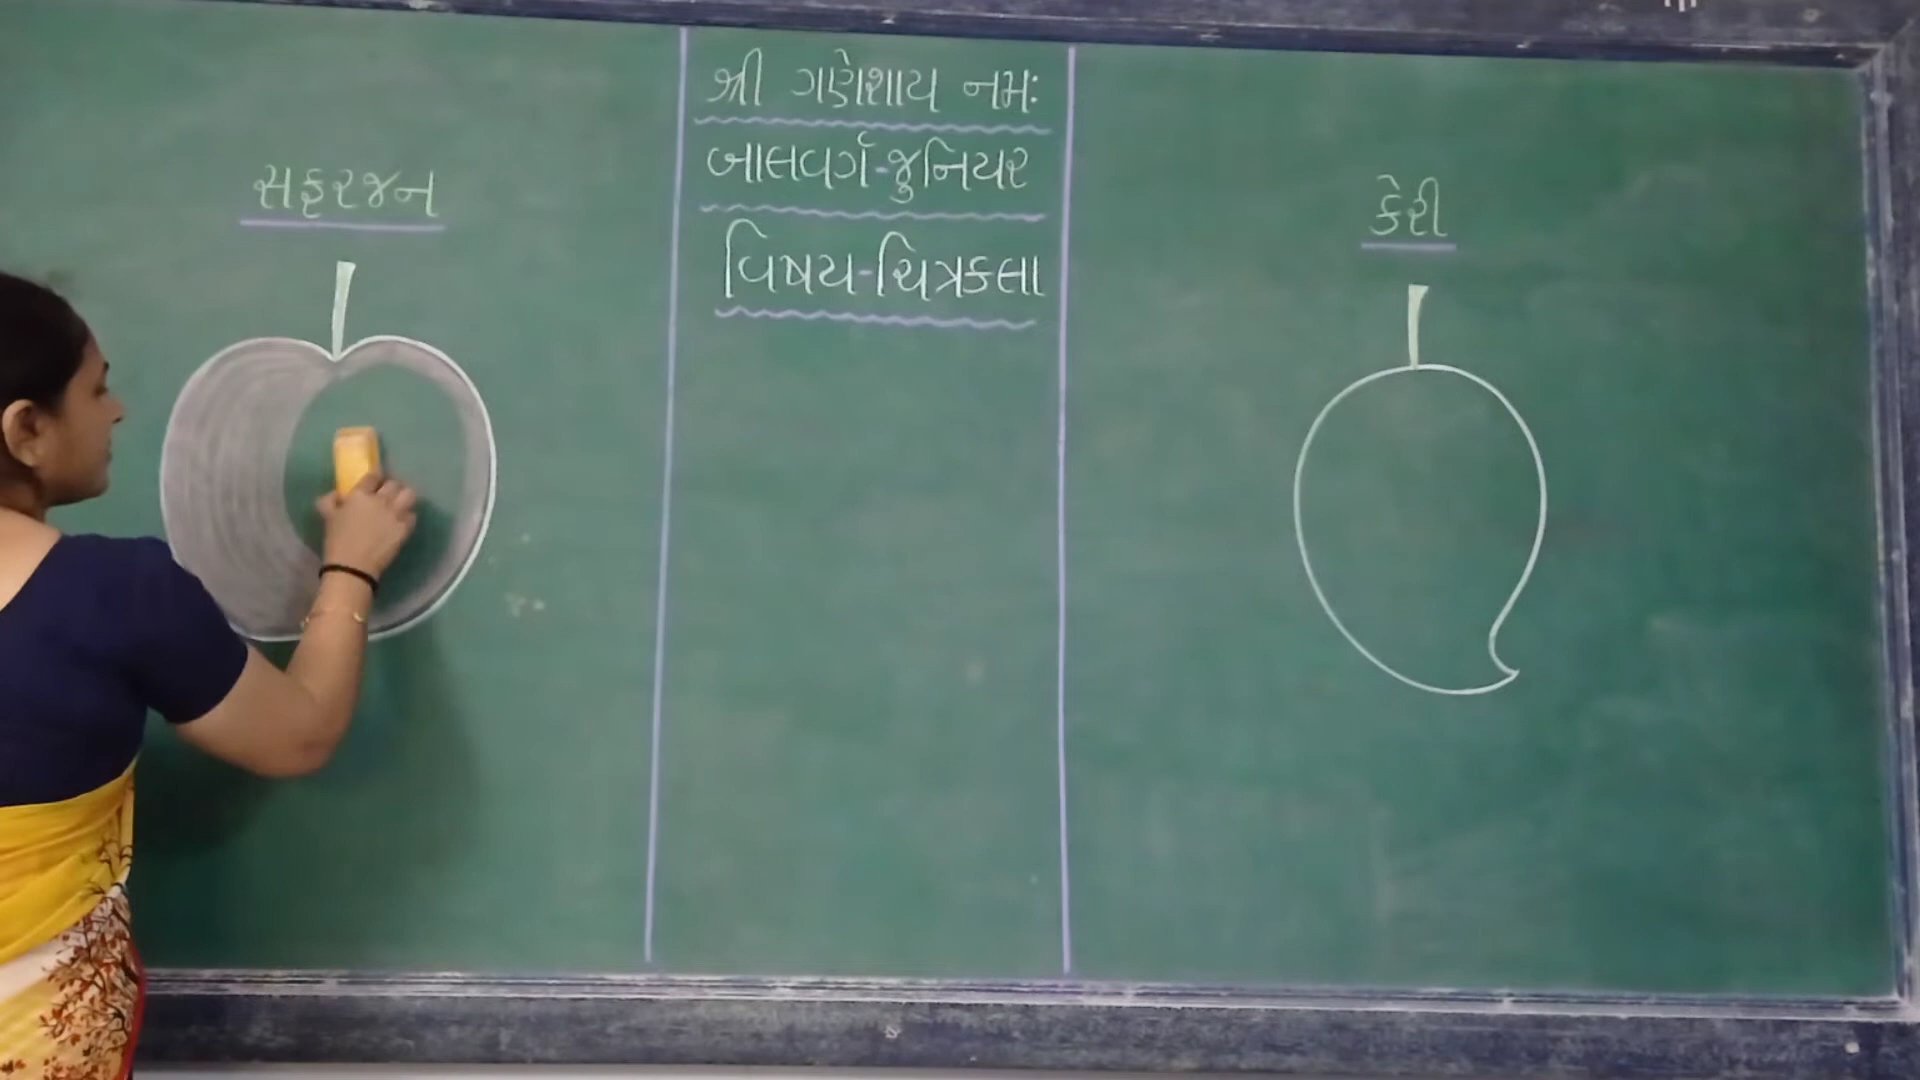 શ્રી ગણેશાય નમઃ
બાલવર્ગ-જુનિયર
વિષય-ચિત્રકલા
સફરજન
કેરી